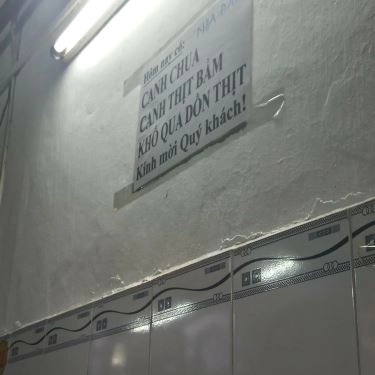 Hôm nay có:
CANH CHUA
CANH THỊT BẰM
KHỔ QUA DỒN THỊT
Kính mời Quý khách!